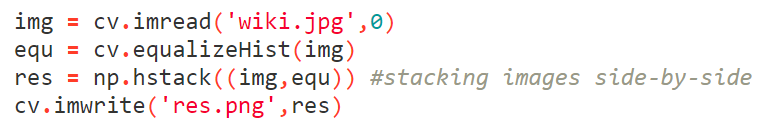 img = cv.imread('wiki.jpg',0)
equ = cv.equalizeHist(img)
res = np.hstack((img,equ)) #stacking images side-by-side
cv.imwrite('res.png',res)